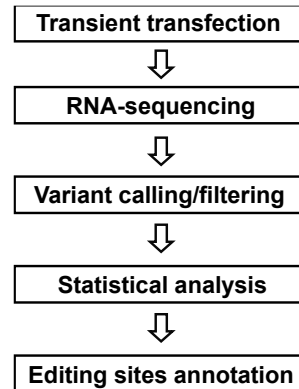 Transient transfection
RNA-sequencing
Variant calling/filtering
Statistical analysis
Editing sites annotation